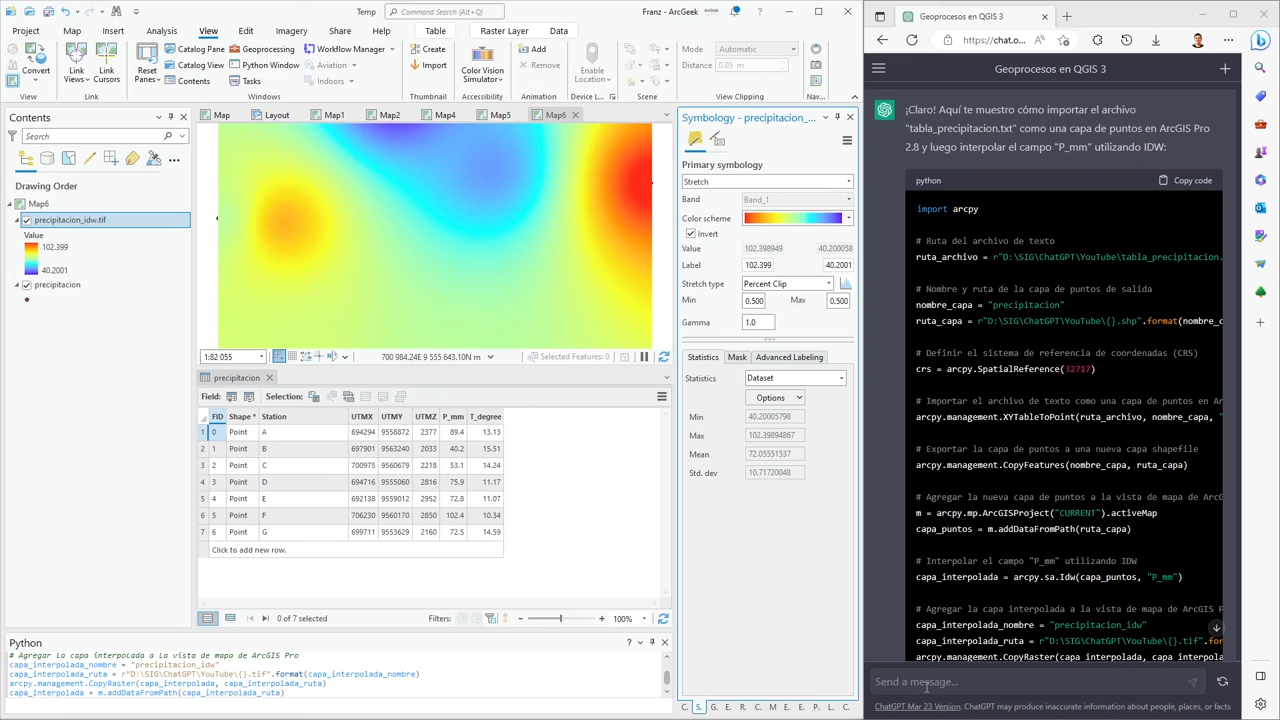 Temp
Command Search (Alt+Q)
Franz - ArcGeek
?
Project Map Insert Analysis View Edit Imagery Share Help Table Raster Layer Data
Convert
Link Views
Link Cursors
Reset Panes
Catalog Pane
Catalog View
Contents
Geoprocessing
Python Window
Tasks
Workflow Manager
Aviation
Indoors
Create
Import
Add
Remove
Color Vision Simulator
Enable Location
Mode Automatic
Distance 0.05 m
View
Link
Windows
Thumbnail
Accessibility
Device L...
Scene
View Clipping
Nav...
Contents
Search
Drawing Order
Map6
precipitacion_idw.tif
Value
102.399
40.2001
precipitacion
Map Layout Map1 Map2 Map4 Map5 Map6
1:82 055
700 984.24E 9 555 643.10N m
Selected Features: 0
precipitacion
Field:
Selection:
FID Shape * Station UTMX UTMY UTMZ P_mm T_degree
1 0 Point A 694294 9558872 2377 89.4 13.13
2 1 Point B 697901 9563240 2033 40.2 15.51
3 2 Point C 700975 9560679 2218 53.1 14.24
4 3 Point D 694716 9555060 2816 75.9 11.17
5 4 Point E 692138 9559012 2952 72.8 11.07
6 5 Point F 706230 9560170 2850 102.4 10.34
7 6 Point G 699711 9553629 2160 72.5 14.59
Click to add new row.
0 of 7 selected
Filters:
100%
Symbology - precipitacion_...
Primary symbology
Stretch
Band Band_1
Color scheme
Invert
Value 102.398949 40.200058
Label 102.399 40.2001
Stretch type Percent Clip
Min 0.500 Max 0.500
Gamma 1.0
Statistics Mask Advanced Labeling
Statistics Dataset
Options
Min 40.20005798
Max 102.39894867
Mean 72.05551537
Std. dev 10.71720048
C. S. G. E. R. C. M E. E. P. L. C.
Python
# Agregar la capa interpolada a la vista de mapa de ArcGIS Pro
capa_interpolada_nombre = "precipitacion_idw"
capa_interpolada_ruta = r"D:\SIG\ChatGPT\YouTube\{}.tif".format(capa_interpolada_nombre)
arcpy.management.CopyRaster(capa_interpolada, capa_interpolada_ruta)
capa_interpolada = m.addDataFromPath(capa_interpolada_ruta)
Geoprocesos en QGIS 3
https://chat.o...
Geoprocesos en QGIS 3
¡Claro! Aquí te muestro cómo importar el archivo
"tabla_precipitacion.txt" como una capa de puntos en ArcGIS Pro
2.8 y luego interpolar el campo "P_mm" utilizando IDW:
python
Copy code
import arcpy
# Ruta del archivo de texto
ruta_archivo = r"D:\SIG\ChatGPT\YouTube\tabla_precipitacion.
# Nombre y ruta de la capa de puntos de salida
nombre_capa = "precipitacion"
ruta_capa = r"D:\SIG\ChatGPT\YouTube\{}.shp".format(nombre_c
# Definir el sistema de referencia de coordenadas (CRS)
crs = arcpy.SpatialReference(32717)
# Importar el archivo de texto como una capa de puntos en Ar
arcpy.management.XYTableToPoint(ruta_archivo, nombre_capa, "
# Exportar la capa de puntos a una nueva capa shapefile
arcpy.management.CopyFeatures(nombre_capa, ruta_capa)
# Agregar la nueva capa de puntos a la vista de mapa de ArcG
m = arcpy.mp.ArcGISProject("CURRENT").activeMap
capa_puntos = m.addDataFromPath(ruta_capa)
# Interpolar el campo "P_mm" utilizando IDW
capa_interpolada = arcpy.sa.Idw(capa_puntos, "P_mm")
# Agregar la capa interpolada a la vista de mapa de ArcGIS P
capa_interpolada_nombre = "precipitacion_idw"
capa_interpolada_ruta = r"D:\SIG\ChatGPT\YouTube\{}.tif".for
arcpy.management.CopyRaster(capa_interpolada, capa_interpola
Send a message...
ChatGPT Mar 23 Version. ChatGPT may produce inaccurate information about people, places, or facts